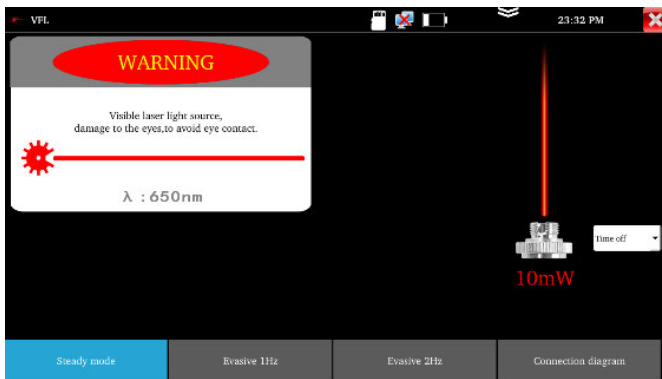 VFL
23:32 PM
WARNING
Visible laser light source,
damage to the eyes,to avoid eye contact.
λ :650nm
Time off
10mW
Steady mode
Evasive 1Hz
Evasive 2Hz
Connection diagram